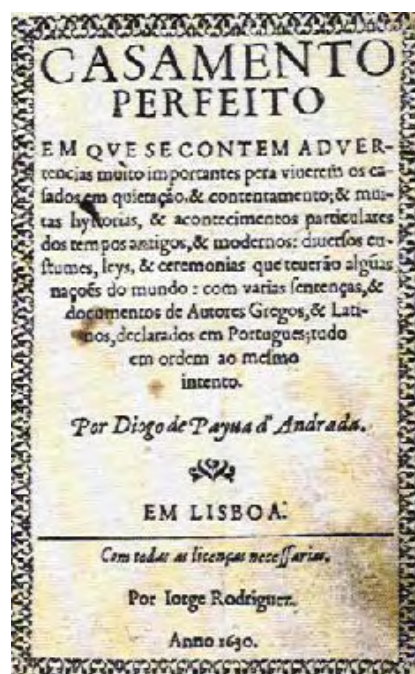 CASAMENTO
PERFEITO
EM QVE SE CONTEM ADVER-
tencias muito importantes pera viuerem os ca-
sados em quietação, & contentamento; & mui-
tas hystorias, & acontecimentos particulares
dos tempos antigos, & modernos: diuersos cu-
stumes, leys, & ceremonias que teuerão algũas
nações do mundo : com varias sentenças, &
documentos de Autores Gregos, & Lati-
nos, declarados em Portugues; tudo
em ordem ao mesmo
intento.
Por Diogo de Payua d' Andrada.
EM LISBOA.
Com todas as licenças necessarias.
Por Iorge Rodriguez.
Anno 1630.